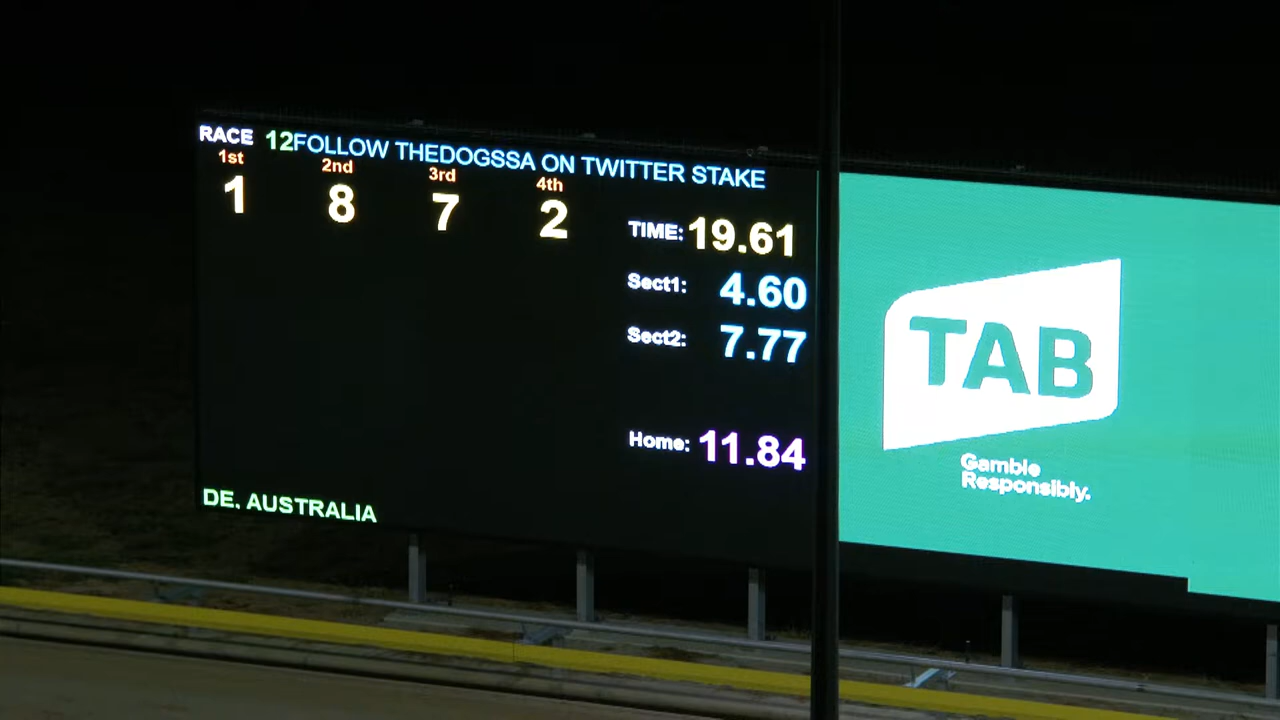 RACE 12FOLLOW THEDOGSSA ON TWITTER STAKE
1st 2nd 3rd 4th
1 8 7 2
TIME: 19.61
Sect1: 4.60
Sect2: 7.77
Home: 11.84
DE, AUSTRALIA
TAB
Gamble
Responsibly.